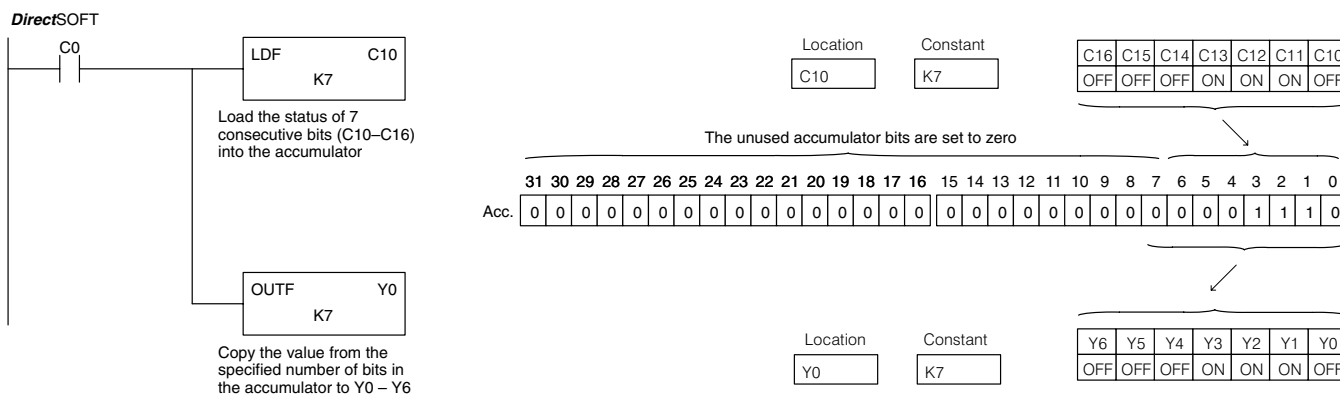 DirectSOFT
C0
LDF C10
K7
Load the status of 7
consecutive bits (C10–C16)
into the accumulator
OUTF Y0
K7
Copy the value from the
specified number of bits in
the accumulator to Y0 – Y6
Location Constant
C10 K7
C16 C15 C14 C13 C12 C11 C10
OFF OFF OFF ON ON ON OFF
The unused accumulator bits are set to zero
31 30 29 28 27 26 25 24 23 22 21 20 19 18 17 16 15 14 13 12 11 10 9 8 7 6 5 4 3 2 1 0
Acc. 0 0 0 0 0 0 0 0 0 0 0 0 0 0 0 0 0 0 0 0 0 0 0 0 0 0 0 0 1 1 1 0
Location Constant
Y0 K7
Y6 Y5 Y4 Y3 Y2 Y1 Y0
OFF OFF OFF ON ON ON OFF